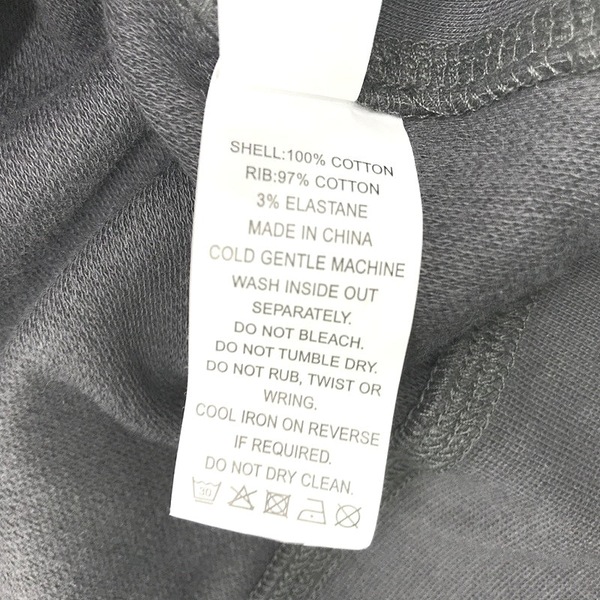 SHELL:100% COTTON
RIB:97% COTTON
3% ELASTANE
MADE IN CHINA
COLD GENTLE MACHINE
WASH INSIDE OUT
SEPARATELY.
DO NOT BLEACH.
DO NOT TUMBLE DRY.
DO NOT RUB, TWIST OR
WRING.
COOL IRON ON REVERSE
IF REQUIRED.
DO NOT DRY CLEAN.
30